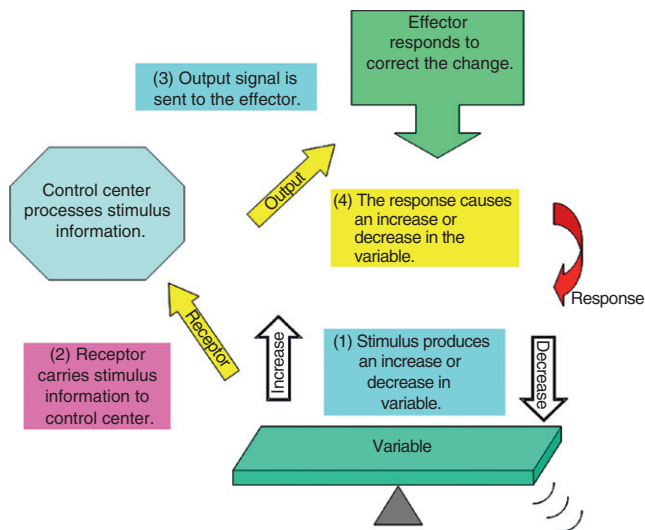 Effector
responds to
correct the change.
(3) Output signal is
sent to the effector.
Control center
processes stimulus
information.
Output
(4) The response causes
an increase or
decrease in the
variable.
Response
Receptor
(2) Receptor
carries stimulus
information to
control center.
Increase
(1) Stimulus produces
an increase or
decrease in
variable.
Decrease
Variable